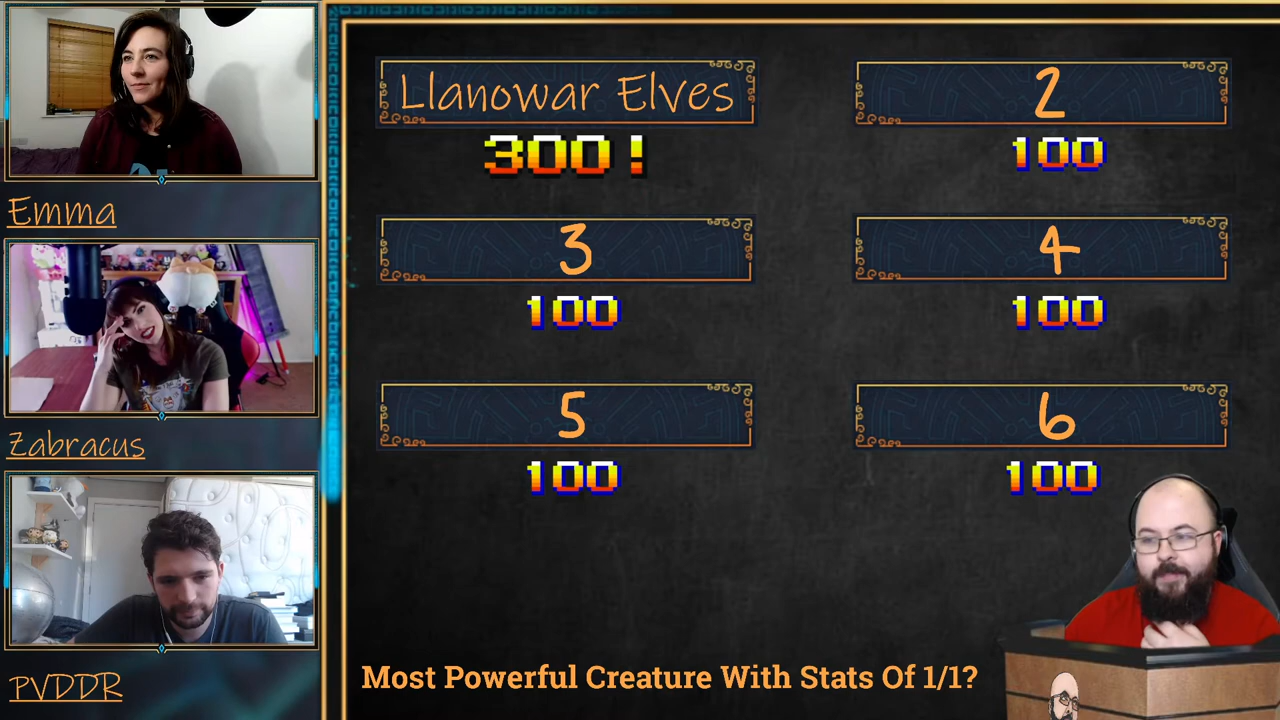 Emma
Zabracus
PVDDR
Llanowar Elves
300!
2
100
3
100
4
100
5
100
6
100
Most Powerful Creature With Stats Of 1/1?